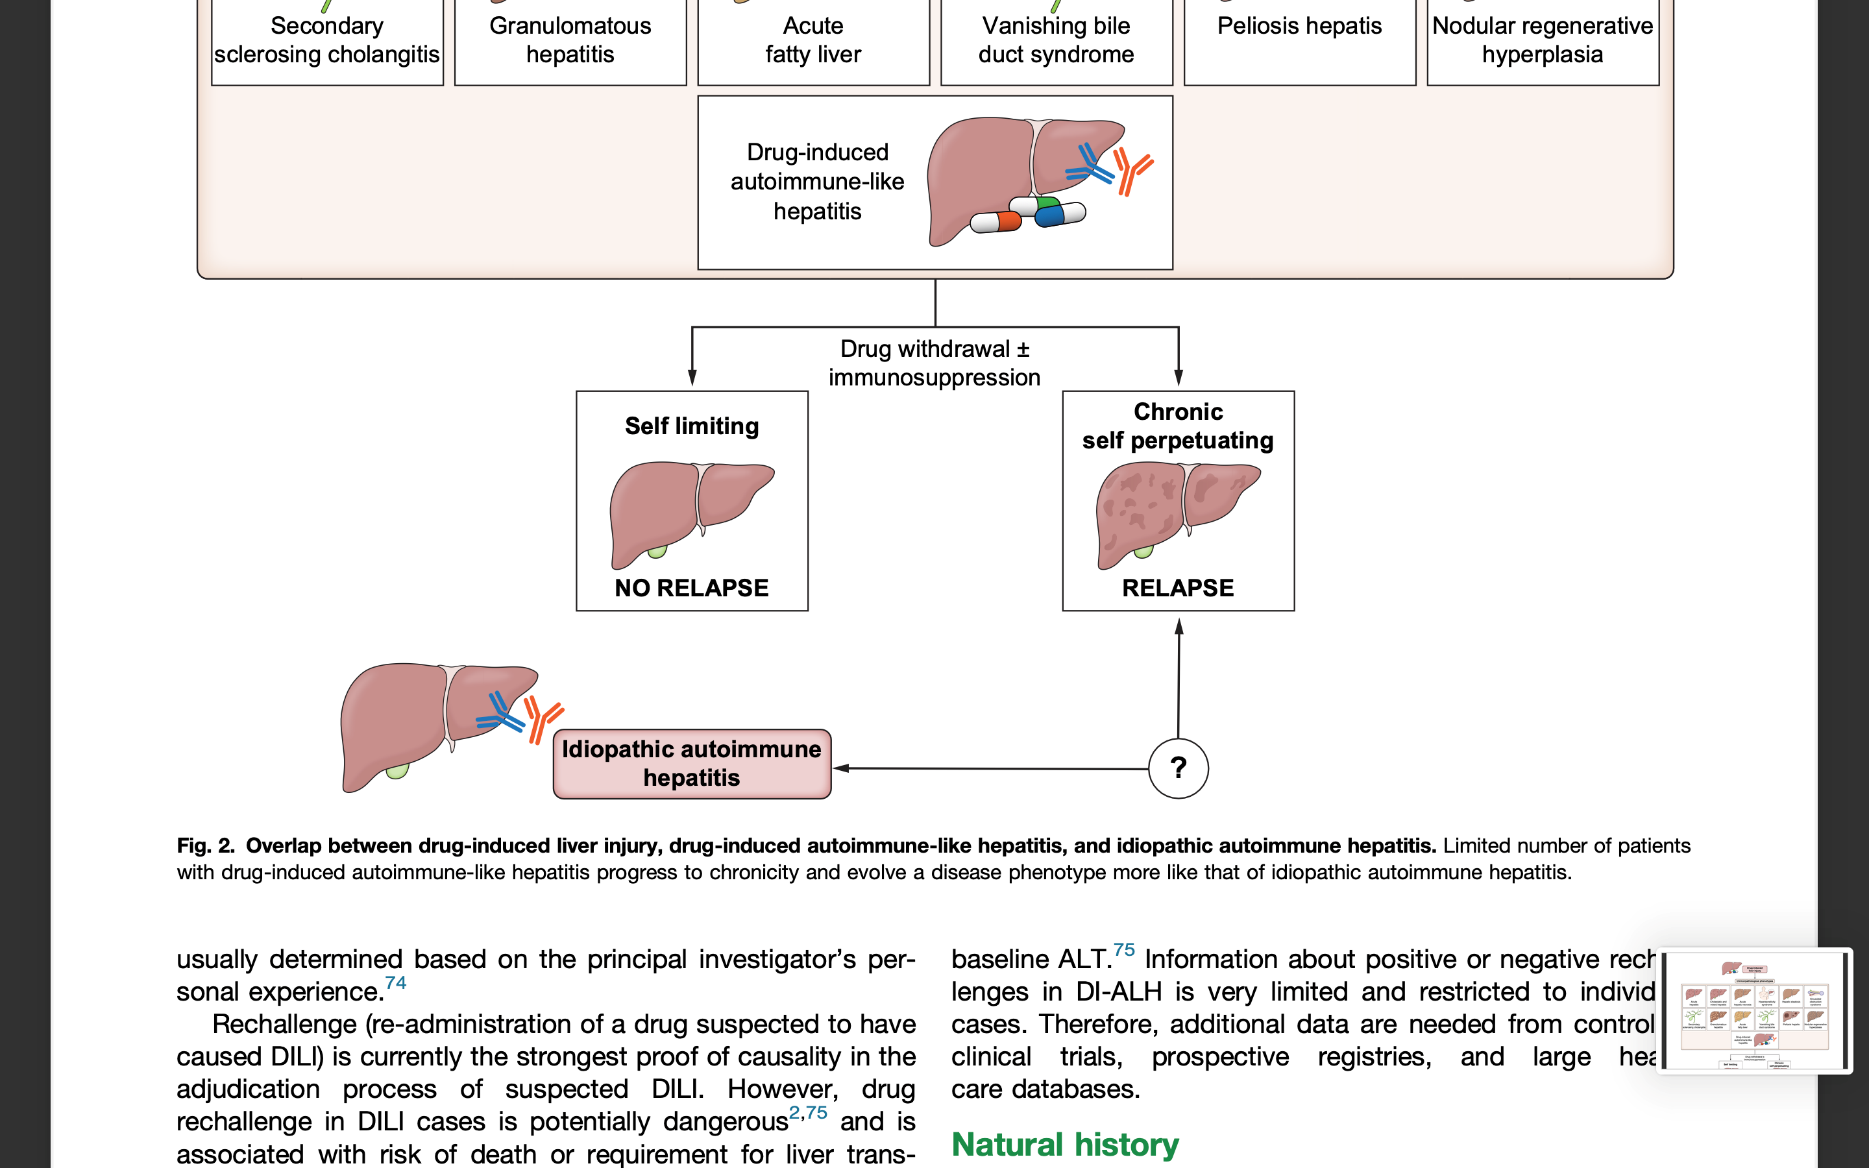 Secondary
sclerosing cholangitis
Granulomatous
hepatitis
Acute
fatty liver
Vanishing bile
duct syndrome
Peliosis hepatis
Nodular regenerative
hyperplasia
Drug-induced
autoimmune-like
hepatitis
Drug withdrawal ±
immunosuppression
Self limiting
NO RELAPSE
Chronic
self perpetuating
RELAPSE
Idiopathic autoimmune
hepatitis
?
Fig. 2. Overlap between drug-induced liver injury, drug-induced autoimmune-like hepatitis, and idiopathic autoimmune hepatitis. Limited number of patients
with drug-induced autoimmune-like hepatitis progress to chronicity and evolve a disease phenotype more like that of idiopathic autoimmune hepatitis.
usually determined based on the principal investigator's per-
sonal experience.74
Rechallenge (re-administration of a drug suspected to have
caused DILI) is currently the strongest proof of causality in the
adjudication process of suspected DILI. However, drug
rechallenge in DILI cases is potentially dangerous2,75 and is
associated with risk of death or requirement for liver trans-
baseline ALT.75 Information about positive or negative rech
lenges in DI-ALH is very limited and restricted to individ
cases. Therefore, additional data are needed from control
clinical trials, prospective registries, and large hea
care databases.
Natural history